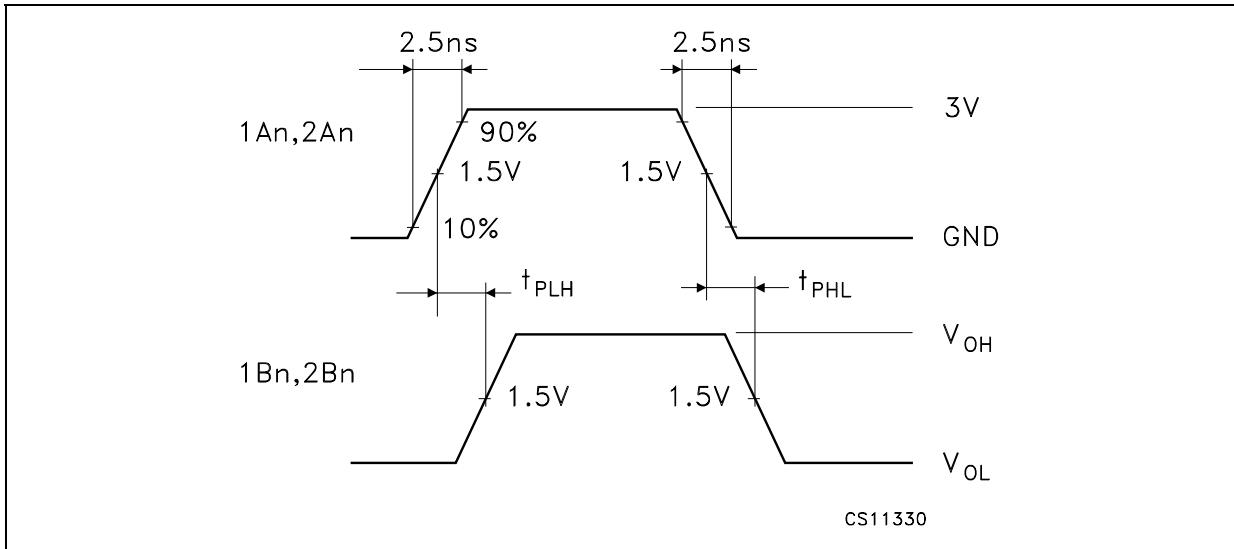 2.5ns 2.5ns
3V
1An,2An 90%
1.5V 1.5V
10% GND
tPLH tPHL
VOH
1Bn,2Bn
1.5V 1.5V
VOL
CS11330